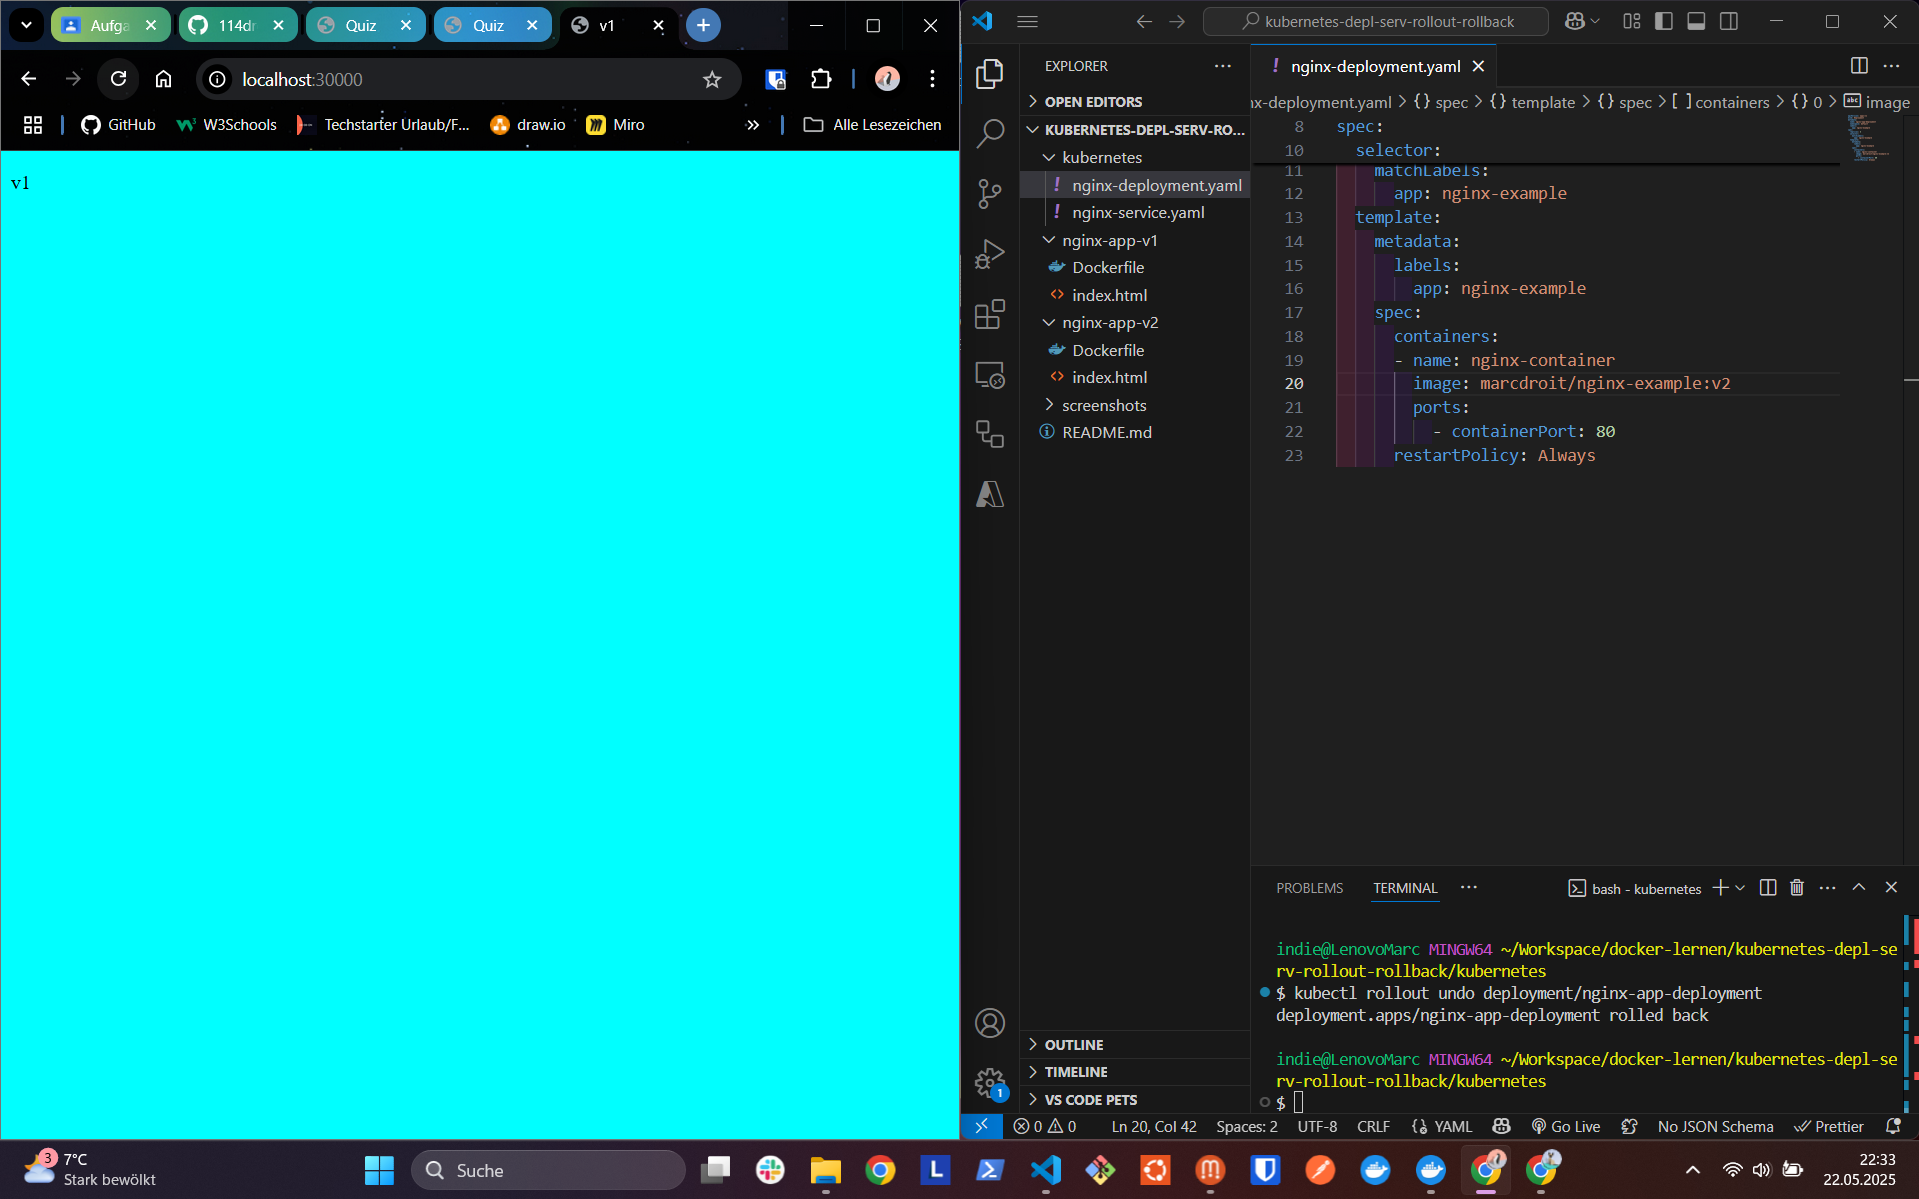 Aufga
114dr
Quiz
Quiz
v1
localhost:30000
GitHub
W3Schools
Techstarter Urlaub/F...
draw.io
Miro
Alle Lesezeichen
v1
kubernetes-depl-serv-rollout-rollback
EXPLORER
OPEN EDITORS
KUBERNETES-DEPL-SERV-RO...
kubernetes
nginx-deployment.yaml
nginx-service.yaml
nginx-app-v1
Dockerfile
index.html
nginx-app-v2
Dockerfile
index.html
screenshots
README.md
OUTLINE
TIMELINE
VS CODE PETS
nginx-deployment.yaml
nx-deployment.yaml > {} spec > {} template > {} spec > [ ] containers > {} 0 > abc image
8 spec:
10 selector:
11 matchLabels:
12 app: nginx-example
13 template:
14 metadata:
15 labels:
16 app: nginx-example
17 spec:
18 containers:
19 - name: nginx-container
20 image: marcdroit/nginx-example:v2
21 ports:
22 - containerPort: 80
23 restartPolicy: Always
PROBLEMS TERMINAL
bash - kubernetes
indie@LenovoMarc MINGW64 ~/Workspace/docker-lernen/kubernetes-depl-se
rv-rollout-rollback/kubernetes
$ kubectl rollout undo deployment/nginx-app-deployment
deployment.apps/nginx-app-deployment rolled back
indie@LenovoMarc MINGW64 ~/Workspace/docker-lernen/kubernetes-depl-se
rv-rollout-rollback/kubernetes
$
1
0 0 Ln 20, Col 42 Spaces: 2 UTF-8 CRLF YAML Go Live No JSON Schema Prettier
3
7°C
Stark bewölkt
Suche
L
22:33
22.05.2025